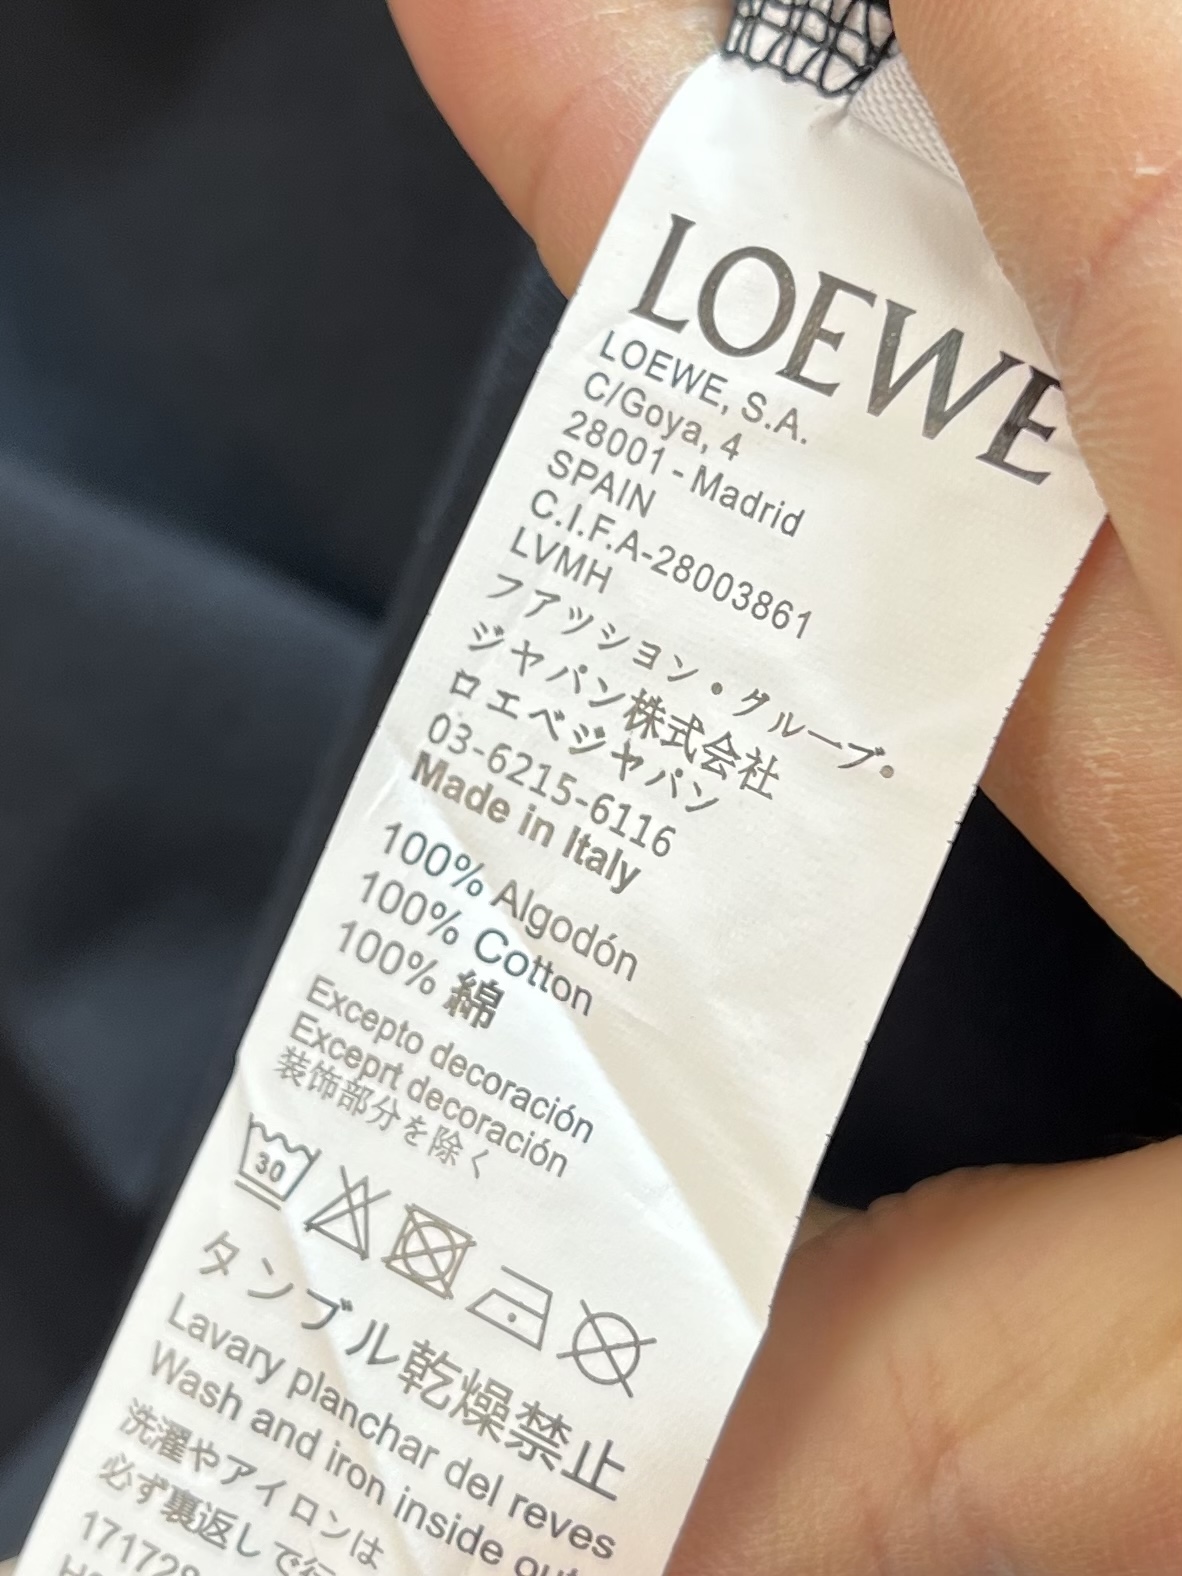 LOEWE
LOEWE, S.A.
C/Goya, 4
28001 - Madrid
SPAIN
C.I.F.A-28003861
LVMH
ファッション・グループ・
ジャパン株式会社
ロエベジャパン
03-6215-6116
Made in Italy
100% Algodón
100% Cotton
100% 綿
Excepto decoración
Exceprt decoración
装飾部分を除く
30
タンブル乾燥禁止
Lavary planchar del reves
Wash and iron inside out
洗濯やアイロンは
必ず裏返して行
171728